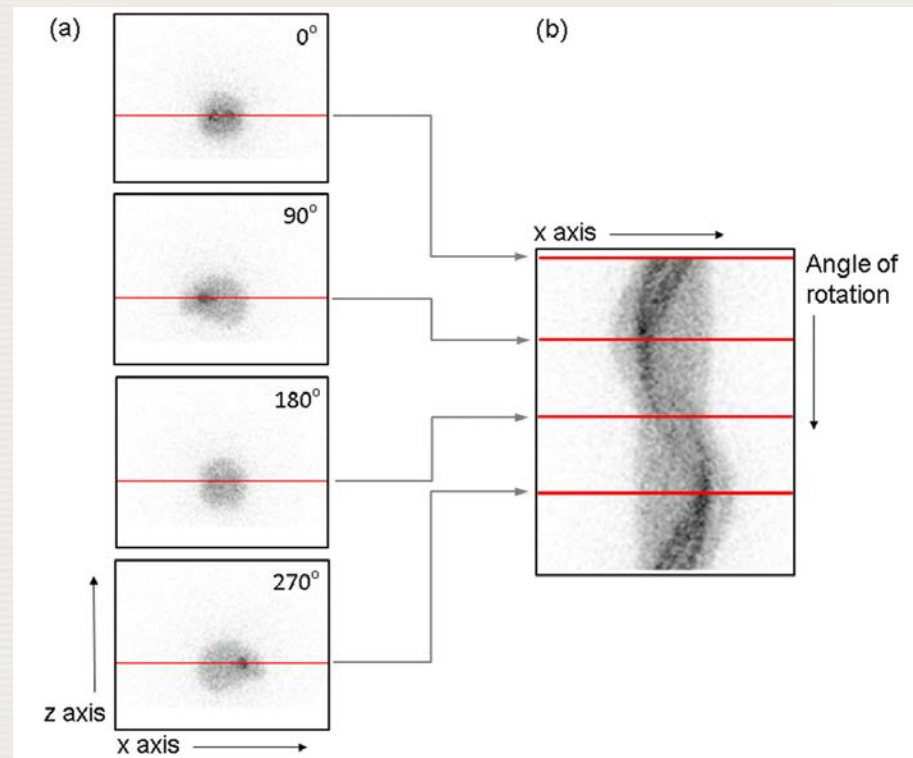 (a)
0°
90°
180°
270°
z axis
x axis
(b)
x axis
Angle of
rotation